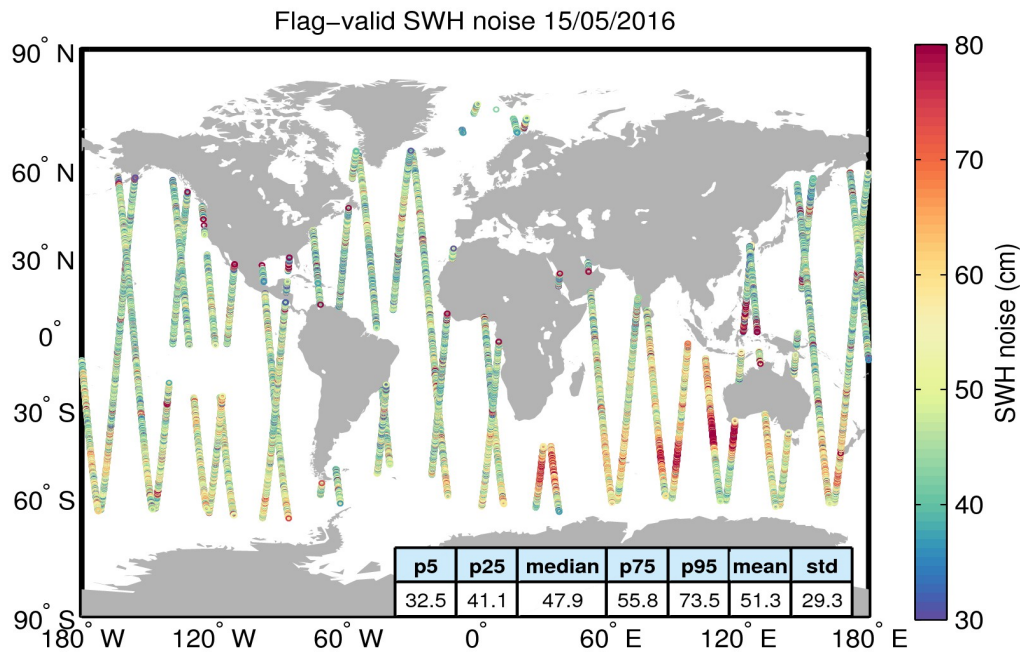 Flag−valid SWH noise 15/05/2016
90° N
60° N
30° N
0°
30° S
60° S
90° S
180° W
120° W
60° W
0°
60° E
120° E
180° E
p5 p25 median p75 p95 mean std
32.5 41.1 47.9 55.8 73.5 51.3 29.3
80
70
60
50
40
30
SWH noise (cm)